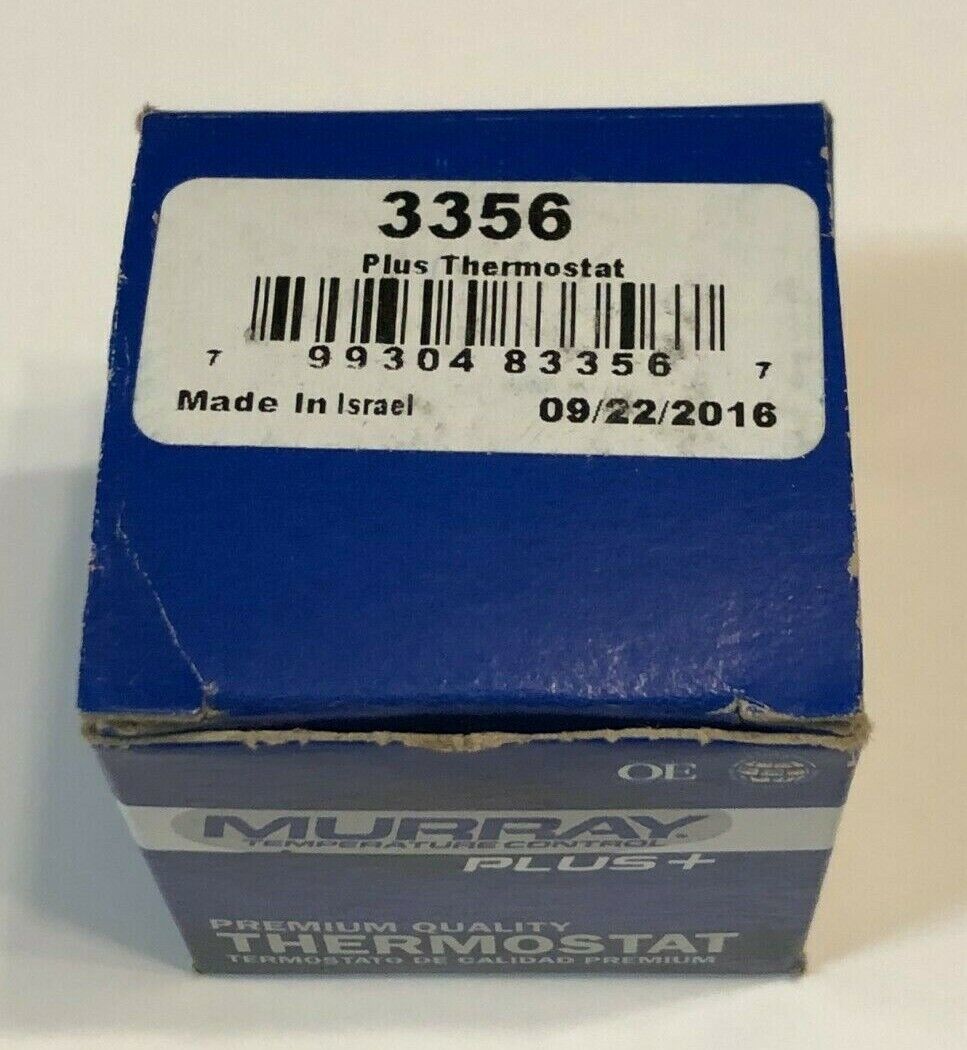 3356
Plus Thermostat
7 99304 83356 7
Made In Israel 09/22/2016
OE
MURRAY®
TEMPERATURE CONTROL
PLUS+
PREMIUM QUALITY
THERMOSTAT
TERMOSTATO DE CALIDAD PREMIUM